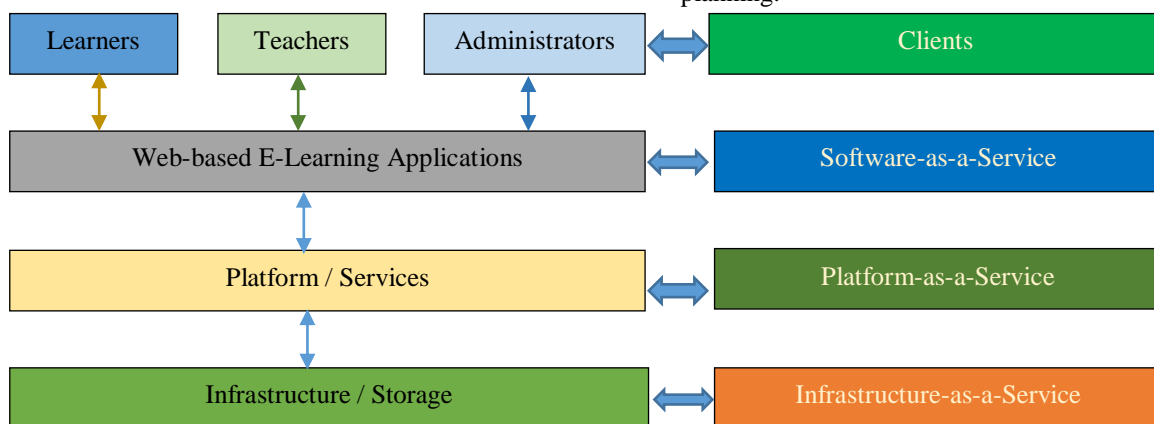 planning.
Learners
Teachers
Administrators
Clients
Web-based E-Learning Applications
Software-as-a-Service
Platform / Services
Platform-as-a-Service
Infrastructure / Storage
Infrastructure-as-a-Service